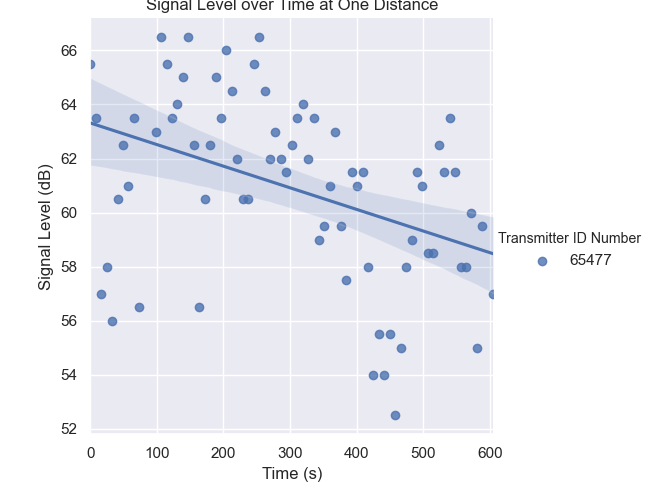 Signal Level over Time at One Distance
66
64
62
60
58
56
54
52
Signal Level (dB)
0 100 200 300 400 500 600
Time (s)
Transmitter ID Number
65477